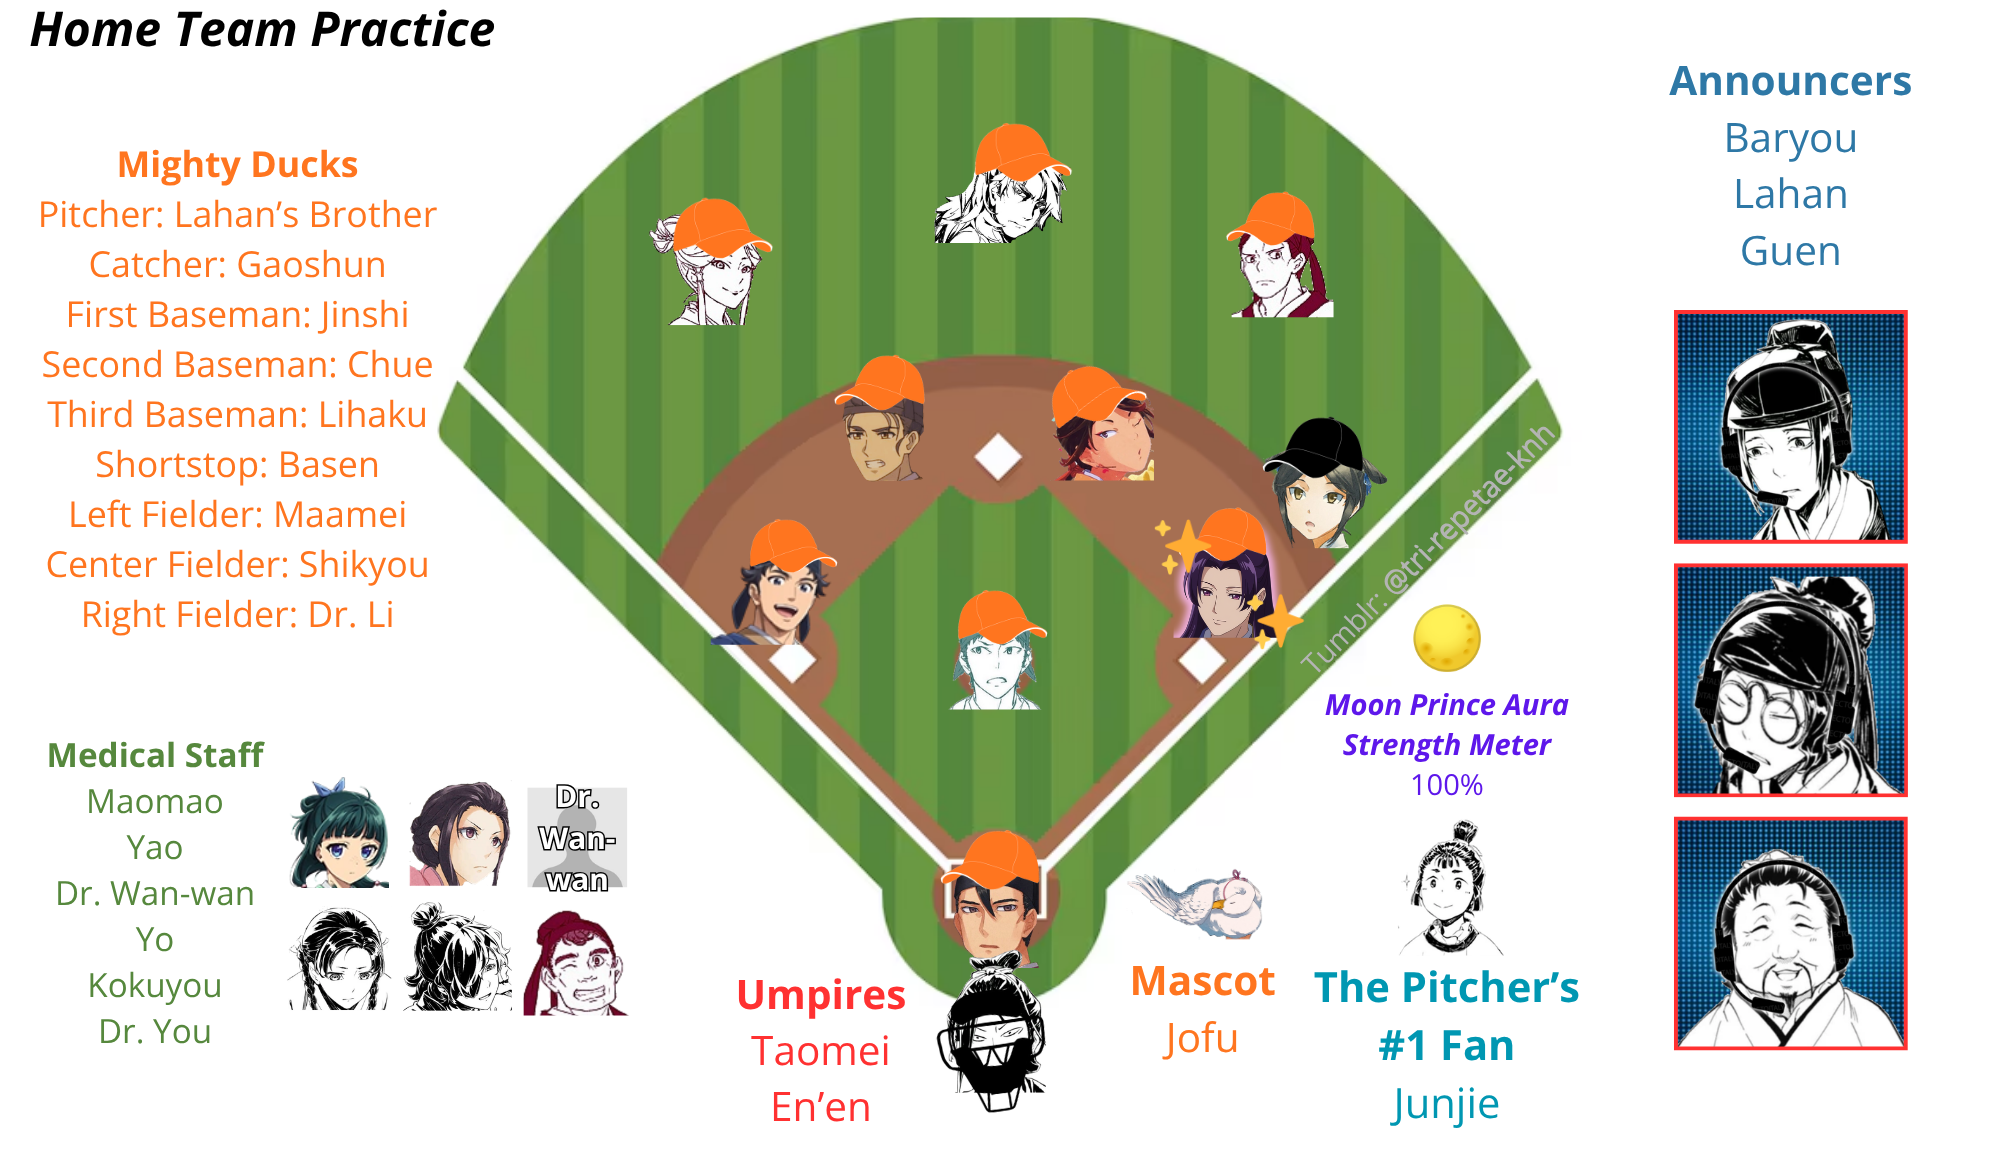 Home Team Practice
Mighty Ducks
Pitcher: Lahan’s Brother
Catcher: Gaoshun
First Baseman: Jinshi
Second Baseman: Chue
Third Baseman: Lihaku
Shortstop: Basen
Left Fielder: Maamei
Center Fielder: Shikyou
Right Fielder: Dr. Li
Medical Staff
Maomao
Yao
Dr. Wan-wan
Yo
Kokuyou
Dr. You
Dr.
Wan-
wan
Umpires
Taomei
En’en
Mascot
Jofu
Tumblr: @tri-repetae-knh
Moon Prince Aura
Strength Meter
100%
The Pitcher’s
#1 Fan
Junjie
Announcers
Baryou
Lahan
Guen